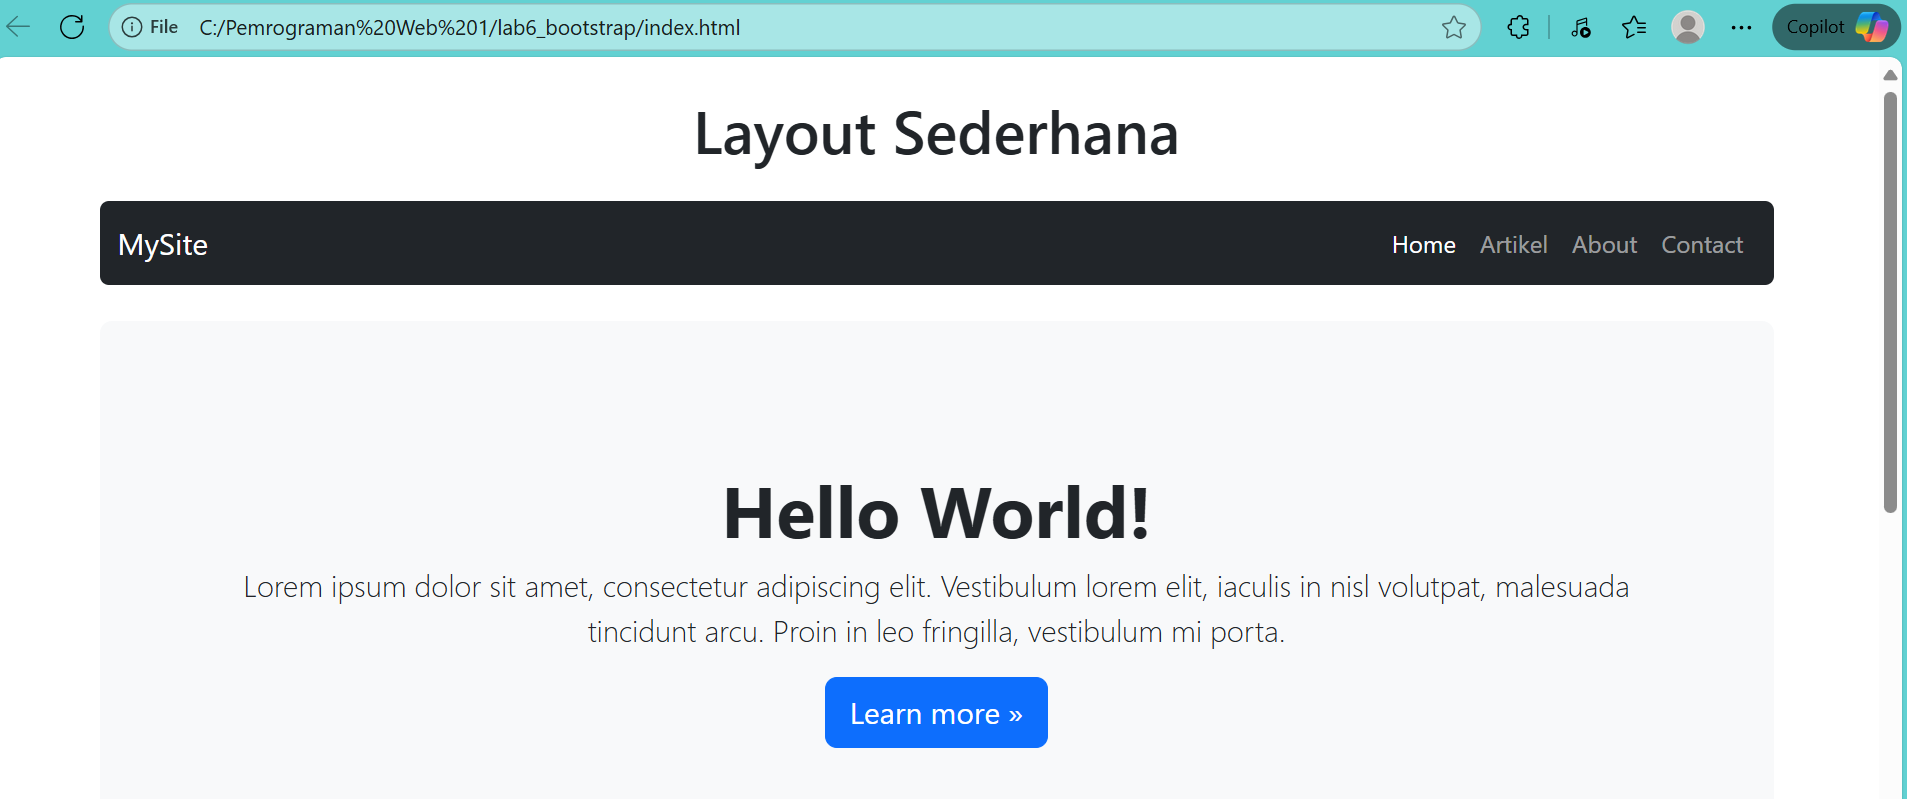 File C:/Pemrograman%20Web%201/lab6_bootstrap/index.html Copilot
Layout Sederhana
MySite Home Artikel About Contact
Hello World!
Lorem ipsum dolor sit amet, consectetur adipiscing elit. Vestibulum lorem elit, iaculis in nisl volutpat, malesuada
tincidunt arcu. Proin in leo fringilla, vestibulum mi porta.
Learn more »